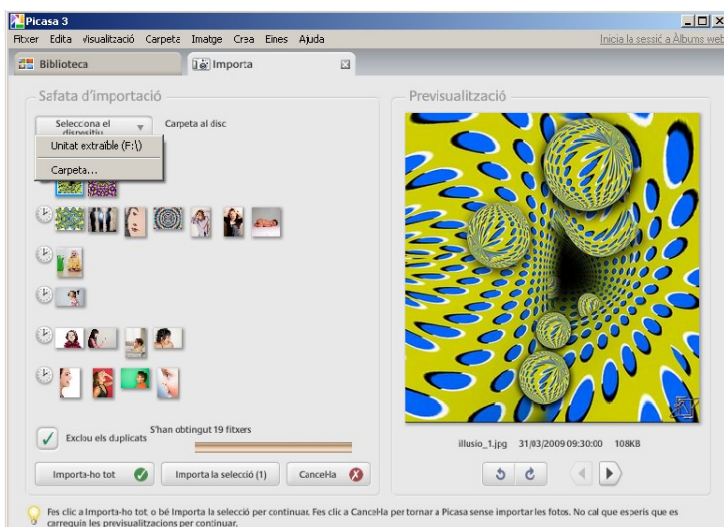 Picasa 3
Fitxer Edita Visualització Carpeta Imatge Crea Eines Ajuda
Inicia la sessió a Àlbums web
Biblioteca
Importa
Safata d'importació
Previsualització
Selecciona el
dispositiu
Carpeta al disc
Unitat extraïble (F:\)
Carpeta...
Exclou els duplicats
S'han obtingut 19 fitxers
illusio_1.jpg 31/03/2009 09:30:00 108KB
Importa-ho tot
Importa la selecció (1)
Cancel·la
Fes clic a Importa-ho tot, o bé Importa la selecció per continuar. Fes clic a Cancel·la per tornar a Picasa sense importar les fotos. No cal que esperis que es
carreguin les previsualitzacions per continuar.